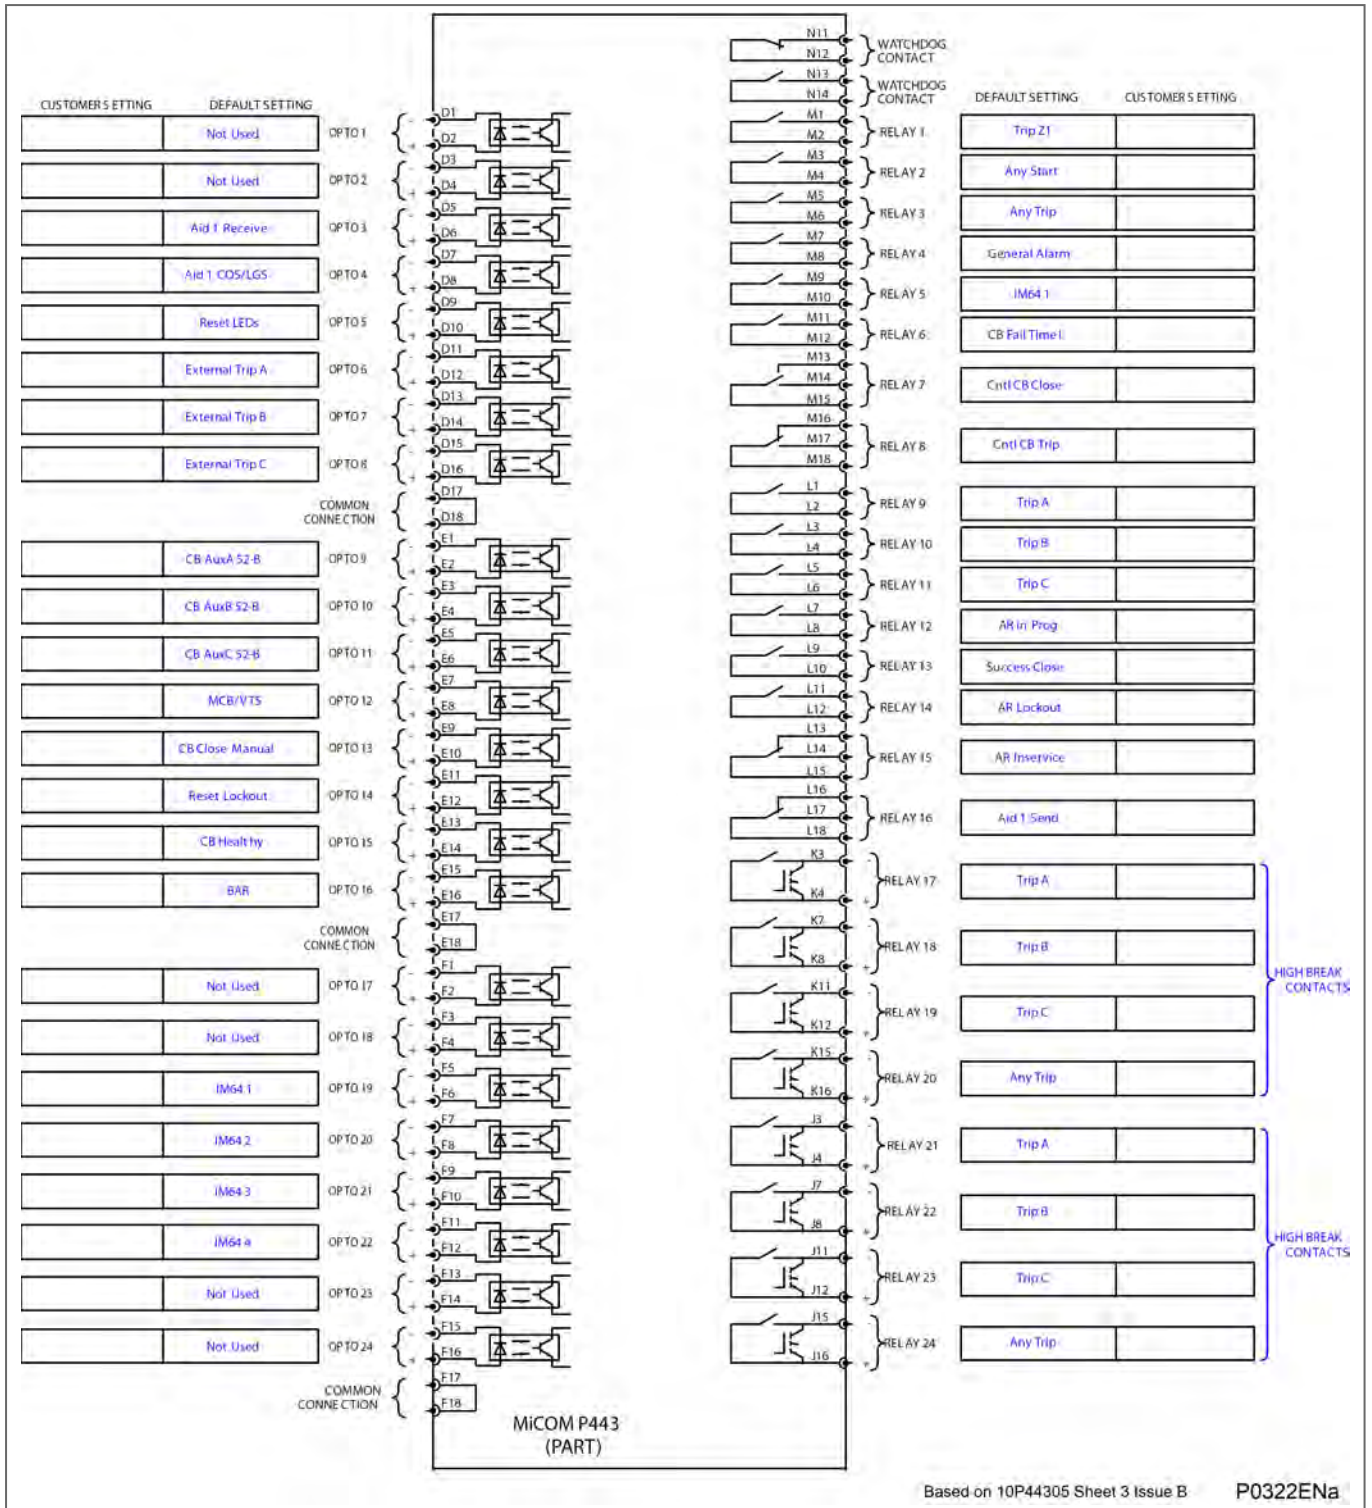 CUSTOMER SETTING DEFAULT SETTING
Not Used OPTO 1 - + D1 D2
Not Used OPTO 2 - + D3 D4
Aid 1 Receive OPTO 3 - + D5 D6
Aid 1 COS/LGS OPTO 4 - + D7 D8
Reset LEDs OPTO 5 - + D9 D10
External Trip A OPTO 6 - + D11 D12
External Trip B OPTO 7 - + D13 D14
External Trip C OPTO 8 - + D15 D16
COMMON
CONNECTION
D17
D18
CB AuxA 52-B OPTO 9 - + E1 E2
CB AuxB 52-B OPTO 10 - + E3 E4
CB AuxC 52-B OPTO 11 - + E5 E6
MCB/VTS OPTO 12 - + E7 E8
CB Close Manual OPTO 13 - + E9 E10
Reset Lockout OPTO 14 - + E11 E12
CB Healthy OPTO 15 - + E13 E14
BAR OPTO 16 - + E15 E16
COMMON
CONNECTION
E17
E18
Not Used OPTO 17 - + F1 F2
Not Used OPTO 18 - + F3 F4
IM64 1 OPTO 19 - + F5 F6
IM64 2 OPTO 20 - + F7 F8
IM64 3 OPTO 21 - + F9 F10
IM64 4 OPTO 22 - + F11 F12
Not Used OPTO 23 - + F13 F14
Not Used OPTO 24 - + F15 F16
COMMON
CONNECTION
F17
F18
MiCOM P443
(PART)
N11
N12
WATCHDOG
CONTACT
N13
N14
WATCHDOG
CONTACT
DEFAULT SETTING CUSTOMER SETTING
M1 M2 RELAY 1 Trip Z1
M3 M4 RELAY 2 Any Start
M5 M6 RELAY 3 Any Trip
M7 M8 RELAY 4 General Alarm
M9 M10 RELAY 5 IM64 1
M11 M12 RELAY 6 CB Fail Time I
M13 M14 M15 RELAY 7 Cntl CB Close
M16 M17 M18 RELAY 8 Cntl CB Trip
L1 L2 RELAY 9 Trip A
L3 L4 RELAY 10 Trip B
L5 L6 RELAY 11 Trip C
L7 L8 RELAY 12 AR in Prog
L9 L10 RELAY 13 Success Close
L11 L12 RELAY 14 AR Lockout
L13 L14 L15 RELAY 15 AR Inservice
L16 L17 L18 RELAY 16 Aid 1 Send
K3 K4 - + RELAY 17 Trip A
K7 K8 - + RELAY 18 Trip B
K11 K12 - + RELAY 19 Trip C
K15 K16 - + RELAY 20 Any Trip
HIGH BREAK
CONTACTS
J3 J4 - + RELAY 21 Trip A
J7 J8 - + RELAY 22 Trip B
J11 J12 - + RELAY 23 Trip C
J15 J16 - + RELAY 24 Any Trip
HIGH BREAK
CONTACTS
Based on 10P44305 Sheet 3 Issue B P0322ENa